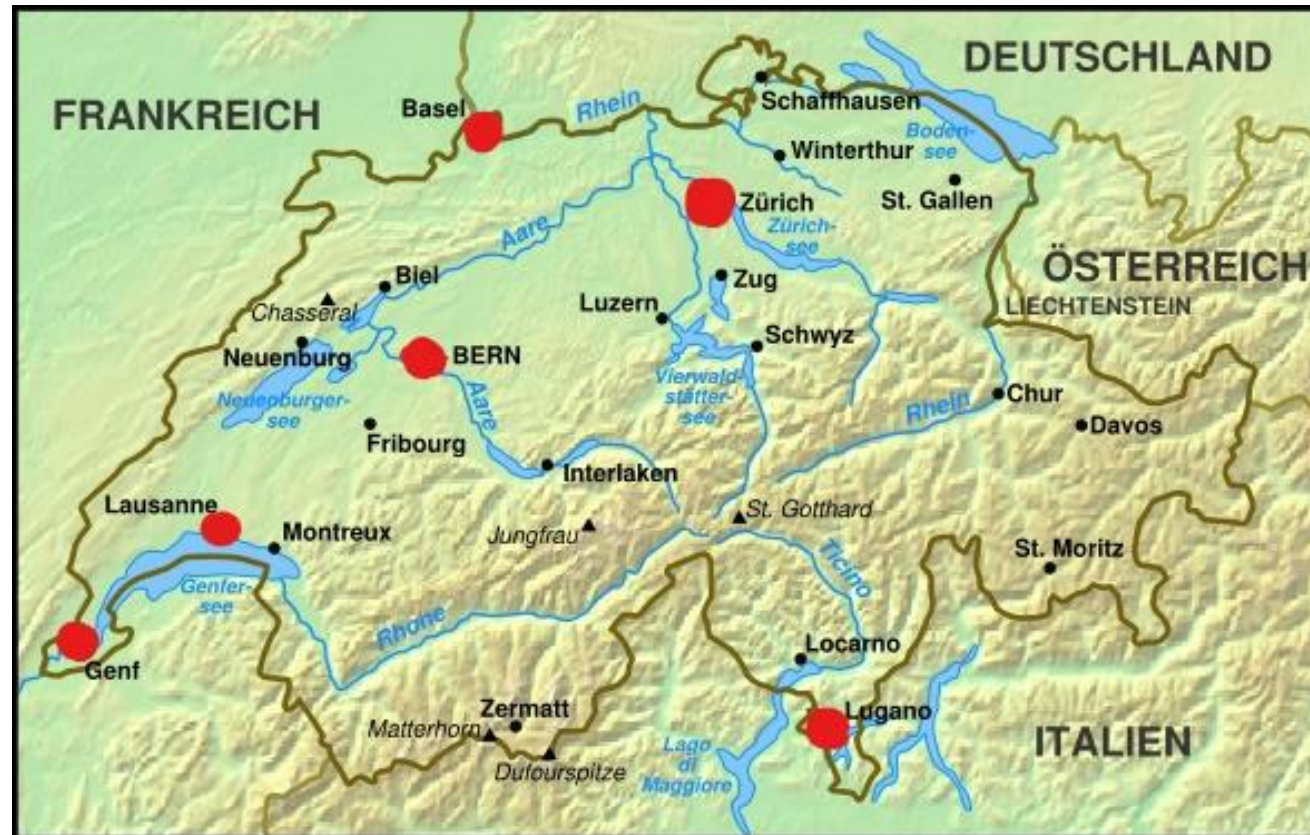 DEUTSCHLAND
FRANKREICH
Basel
Rhein
Schaffhausen
Boden-
see
Winterthur
St. Gallen
Zürich
Zürich-
see
Aare
ÖSTERREICH
LIECHTENSTEIN
Biel
Zug
Chasseral
Luzern
Neuenburg
BERN
Schwyz
Neuenburger-
see
Aare
Vierwald-
stätter-
see
Rhein
Chur
Davos
Fribourg
Interlaken
Lausanne
Montreux
Jungfrau
St. Gotthard
St. Moritz
Genfer-
see
Ticino
Rhone
Genf
Locarno
Zermatt
Matterhorn
Lugano
Dufourspitze
Lago
di
Maggiore
ITALIEN